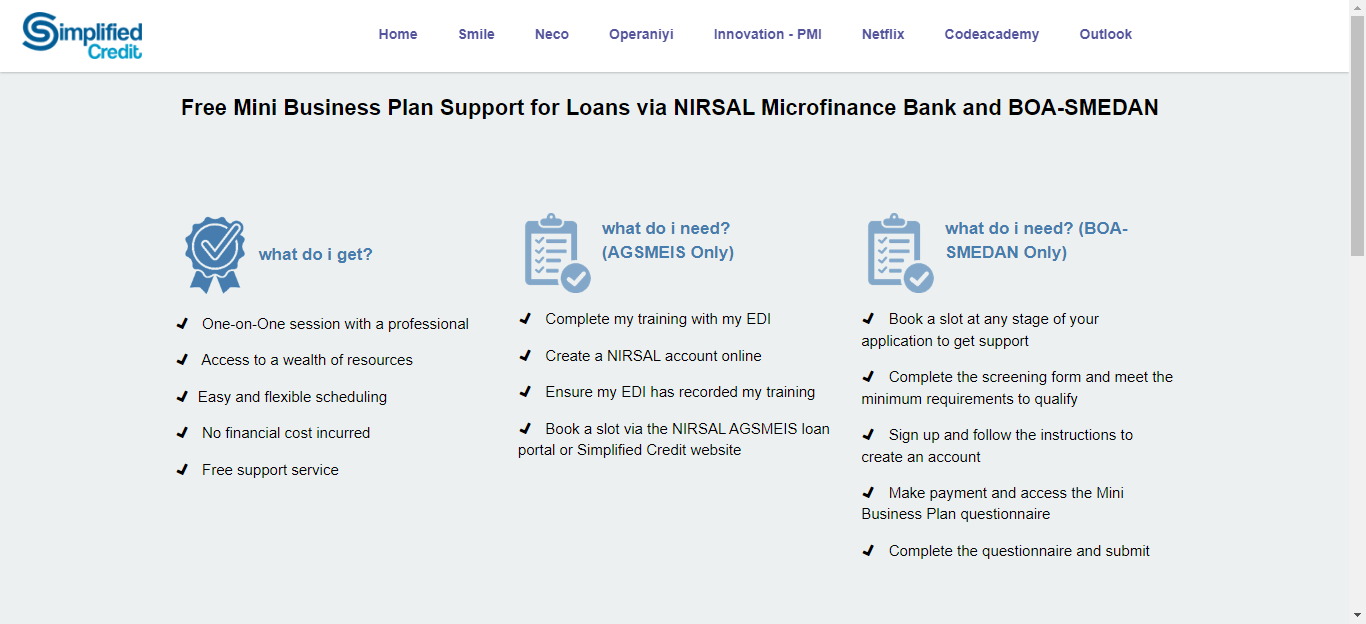 Simplified
Credit
Home Smile Neco Operaniyi Innovation - PMI Netflix Codeacademy Outlook
Free Mini Business Plan Support for Loans via NIRSAL Microfinance Bank and BOA-SMEDAN
what do i get?
One-on-One session with a professional
Access to a wealth of resources
Easy and flexible scheduling
No financial cost incurred
Free support service
what do i need?
(AGSMEIS Only)
Complete my training with my EDI
Create a NIRSAL account online
Ensure my EDI has recorded my training
Book a slot via the NIRSAL AGSMEIS loan
portal or Simplified Credit website
what do i need? (BOA-
SMEDAN Only)
Book a slot at any stage of your
application to get support
Complete the screening form and meet the
minimum requirements to qualify
Sign up and follow the instructions to
create an account
Make payment and access the Mini
Business Plan questionnaire
Complete the questionnaire and submit